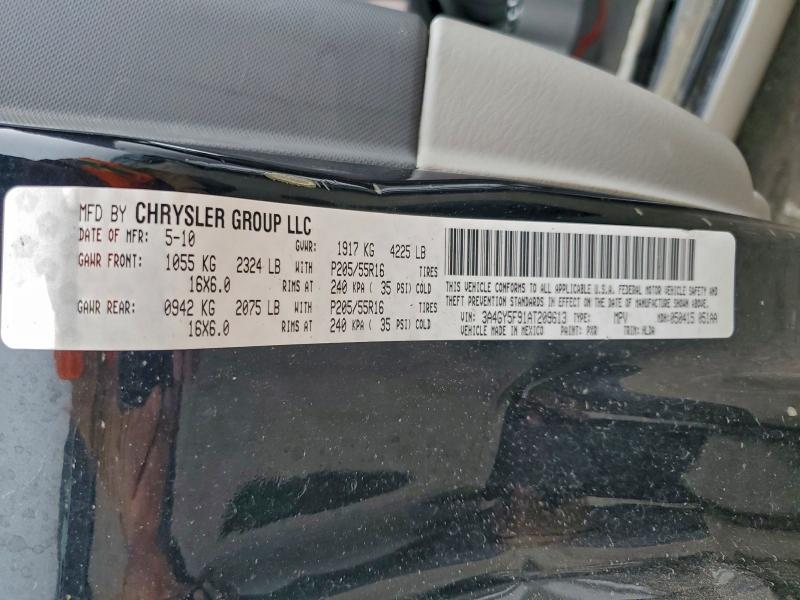 MFD BY CHRYSLER GROUP LLC
DATE OF MFR: 5-10 GVWR: 1917 KG 4225 LB
GAWR FRONT: 1055 KG 2324 LB WITH P205/55R16 TIRES
16X6.0 RIMS AT 240 KPA ( 35 PSI) COLD
GAWR REAR: 0942 KG 2075 LB WITH P205/55R16 TIRES
16X6.0 RIMS AT 240 KPA ( 35 PSI) COLD
THIS VEHICLE CONFORMS TO ALL APPLICABLE U.S.A. FEDERAL MOTOR VEHICLE SAFETY AND
THEFT PREVENTION STANDARDS IN EFFECT ON THE DATE OF MANUFACTURE SHOWN ABOVE.
VIN: 3A4GY5F91AT209613 TYPE: MPV MDH: 050415 051AA
VEHICLE MADE IN MEXICO PAINT: PXR TRIM: HLDA